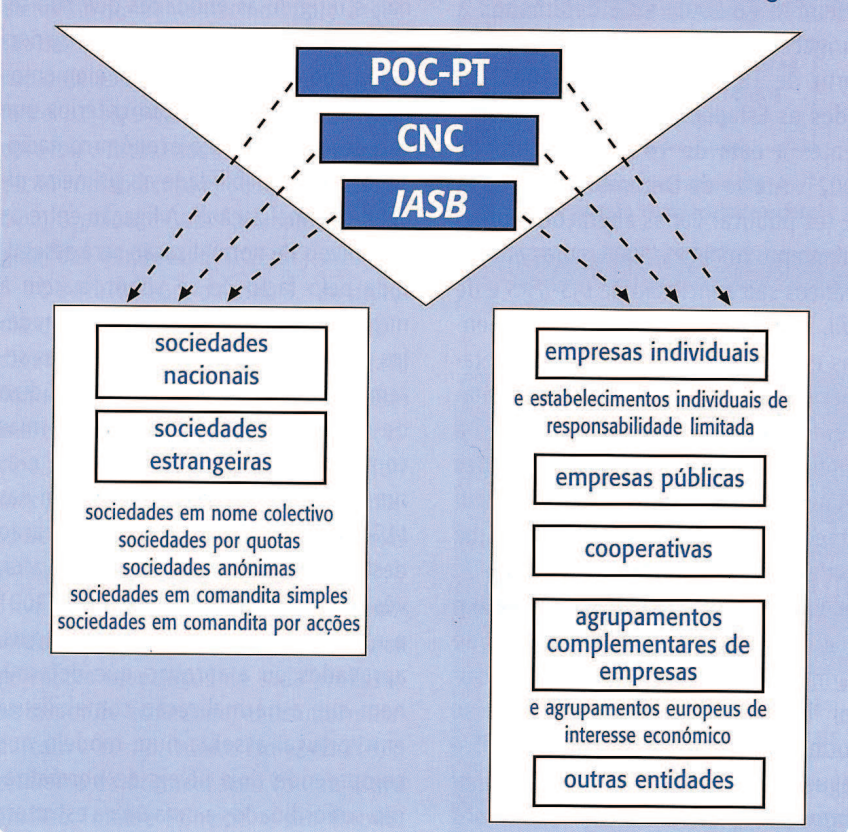 POC-PT
CNC
IASB
sociedades
nacionais
sociedades
estrangeiras
sociedades em nome colectivo
sociedades por quotas
sociedades anónimas
sociedades em comandita simples
sociedades em comandita por acções
empresas individuais
e estabelecimentos individuais de
responsabilidade limitada
empresas públicas
cooperativas
agrupamentos
complementares de
empresas
e agrupamentos europeus de
interesse económico
outras entidades